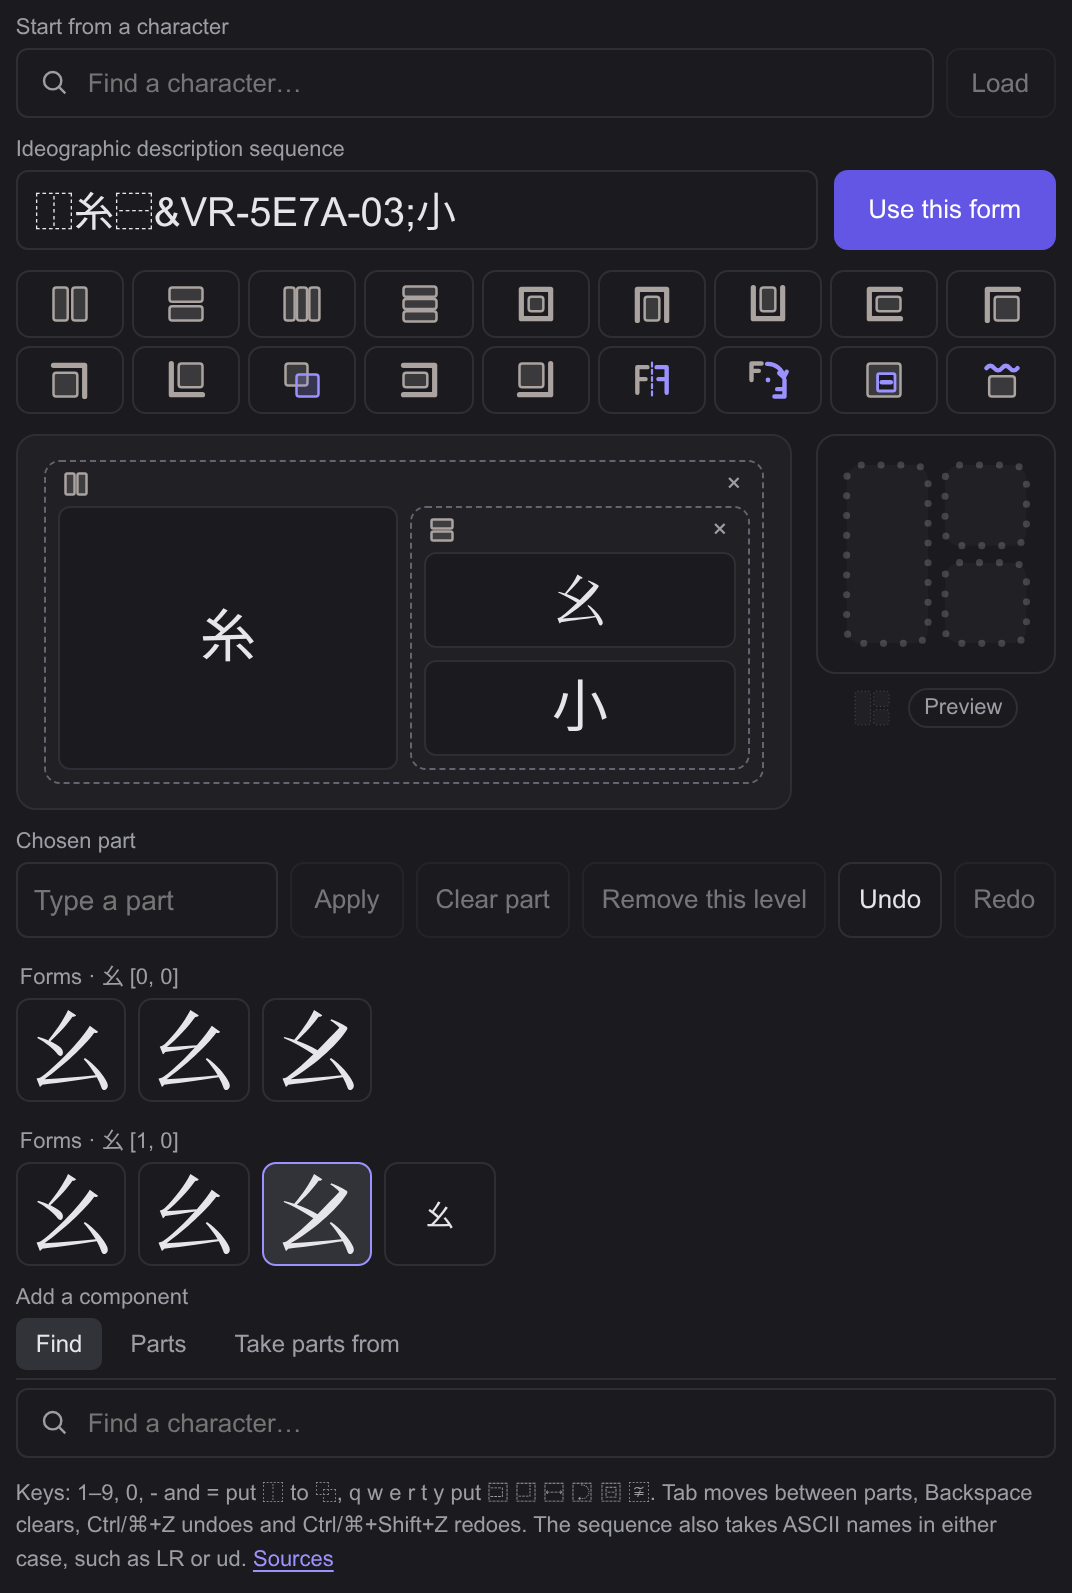 Start from a character
Find a character…
Load
Ideographic description sequence
⿰糸⿱&VR-5E7A-03;小
Use this form
糸
幺
小
Preview
Chosen part
Type a part
Apply
Clear part
Remove this level
Undo
Redo
Forms · 幺 [0, 0]
幺 幺 幺
Forms · 幺 [1, 0]
幺 幺 幺 幺
Add a component
Find
Parts
Take parts from
Find a character…
Keys: 1–9, 0, - and = put ⿰ to ⿻, q w e r t y put ⿼ ⿽ ⿾ ⿿ ㇯ 〾. Tab moves between parts, Backspace
clears, Ctrl/⌘+Z undoes and Ctrl/⌘+Shift+Z redoes. The sequence also takes ASCII names in either
case, such as LR or ud. Sources